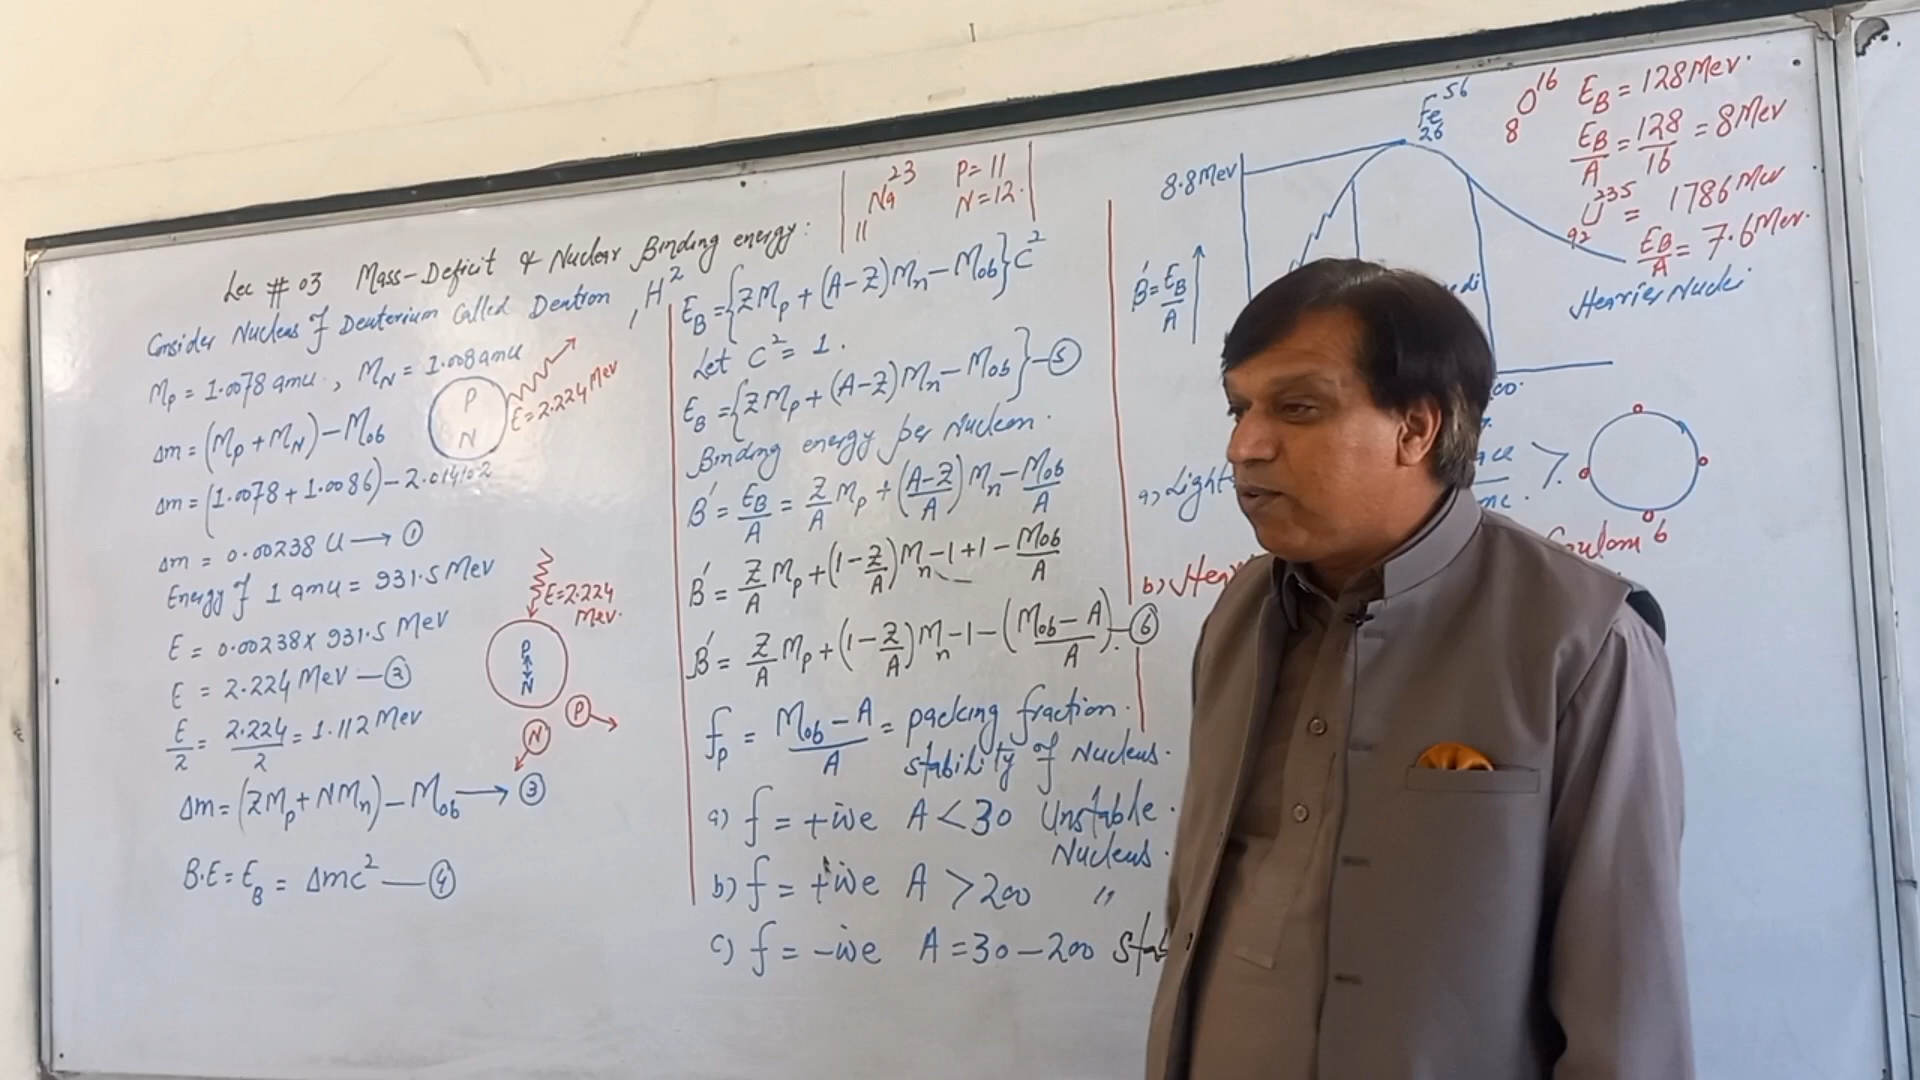 Lec # 03 Mass-Deficit & Nuclear Binding energy:
Consider Nucleus of Deuterium Called Deutron , H²
Mp = 1.0078 amu , MN = 1.008 amu
Δm = (Mp + MN) - Mob
Δm = (1.0078 + 1.0086) - 2.014102
Δm = 0.00238 U → ①
Energy of 1 amu = 931.5 Mev
E = 0.00238 x 931.5 Mev
E = 2.224 Mev — ②
E/2 = 2.224/2 = 1.112 Mev
Δm = (ZMp + NMn) - Mob → ③
B.E = EB = Δmc² — ④
P
N
E = 2.224 Mev
E = 2.224
Mev.
P
N
P
N
23
Na
11
P = 11
N = 12.
EB = {ZMp + (A-Z)Mn - Mob}C²
Let C² = 1.
EB = {ZMp + (A-Z)Mn - Mob} — ⑤
Binding energy per Nucleon.
B' = EB/A = Z/A Mp + (A-Z/A)Mn - Mob/A
B' = Z/A Mp + (1 - Z/A)Mn - 1 + 1 - Mob/A
B' = Z/A Mp + (1 - Z/A)Mn - 1 - (Mob - A/A). — ⑥
fp = Mob - A/A = packing fraction.
stability of Nucleus.
a) f = +ive A < 30 Unstable.
Nucleus.
b) f = +ive A > 200 "
c) f = -ive A = 30 - 200
Fe 56
26
8.8 Mev
B' = EB/A
Heavier Nuclei
8 O 16 EB = 128 Mev.
EB/A = 128/16 = 8 Mev
92 U 235 = 1786 Mev
EB/A = 7.6 Mev.
a)
b)